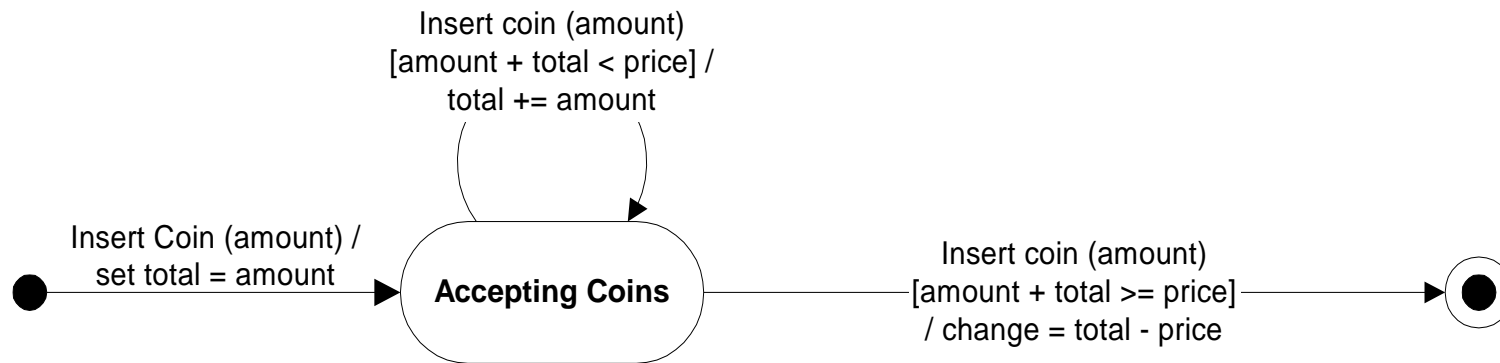 Insert coin (amount)
[amount + total < price] /
total += amount
Insert Coin (amount) /
set total = amount
Accepting Coins
Insert coin (amount)
[amount + total >= price]
/ change = total - price